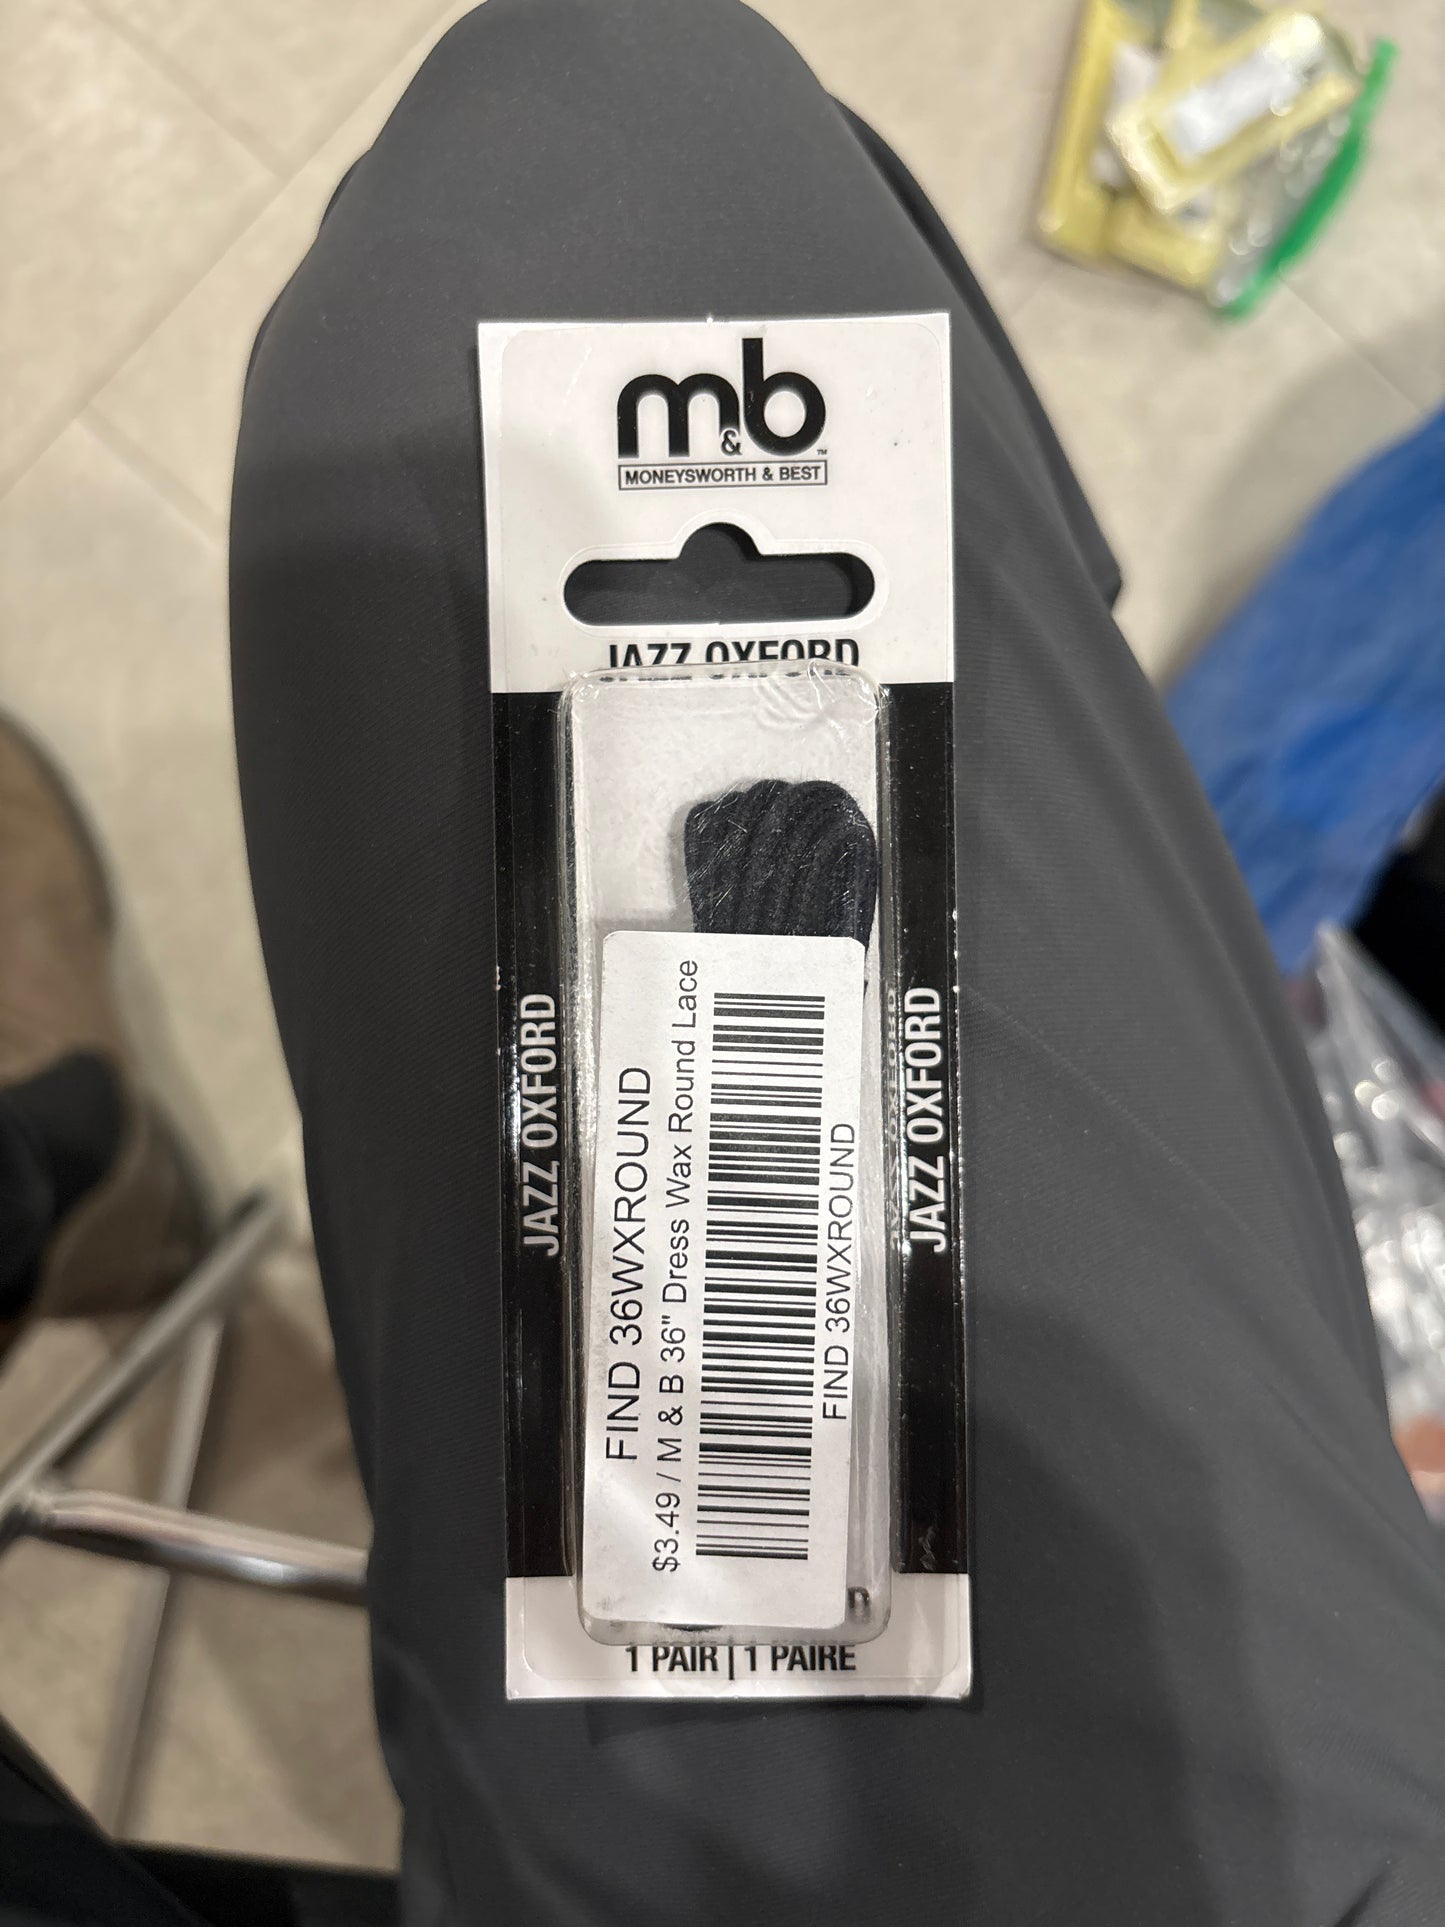 m&b™
MONEYSWORTH & BEST
JAZZ OXFORD
JAZZ OXFORD
FIND 36WXROUND
$3.49 / M & B 36" Dress Wax Round Lace
FIND 36WXROUND
JAZZ OXFORD
1 PAIR | 1 PAIRE